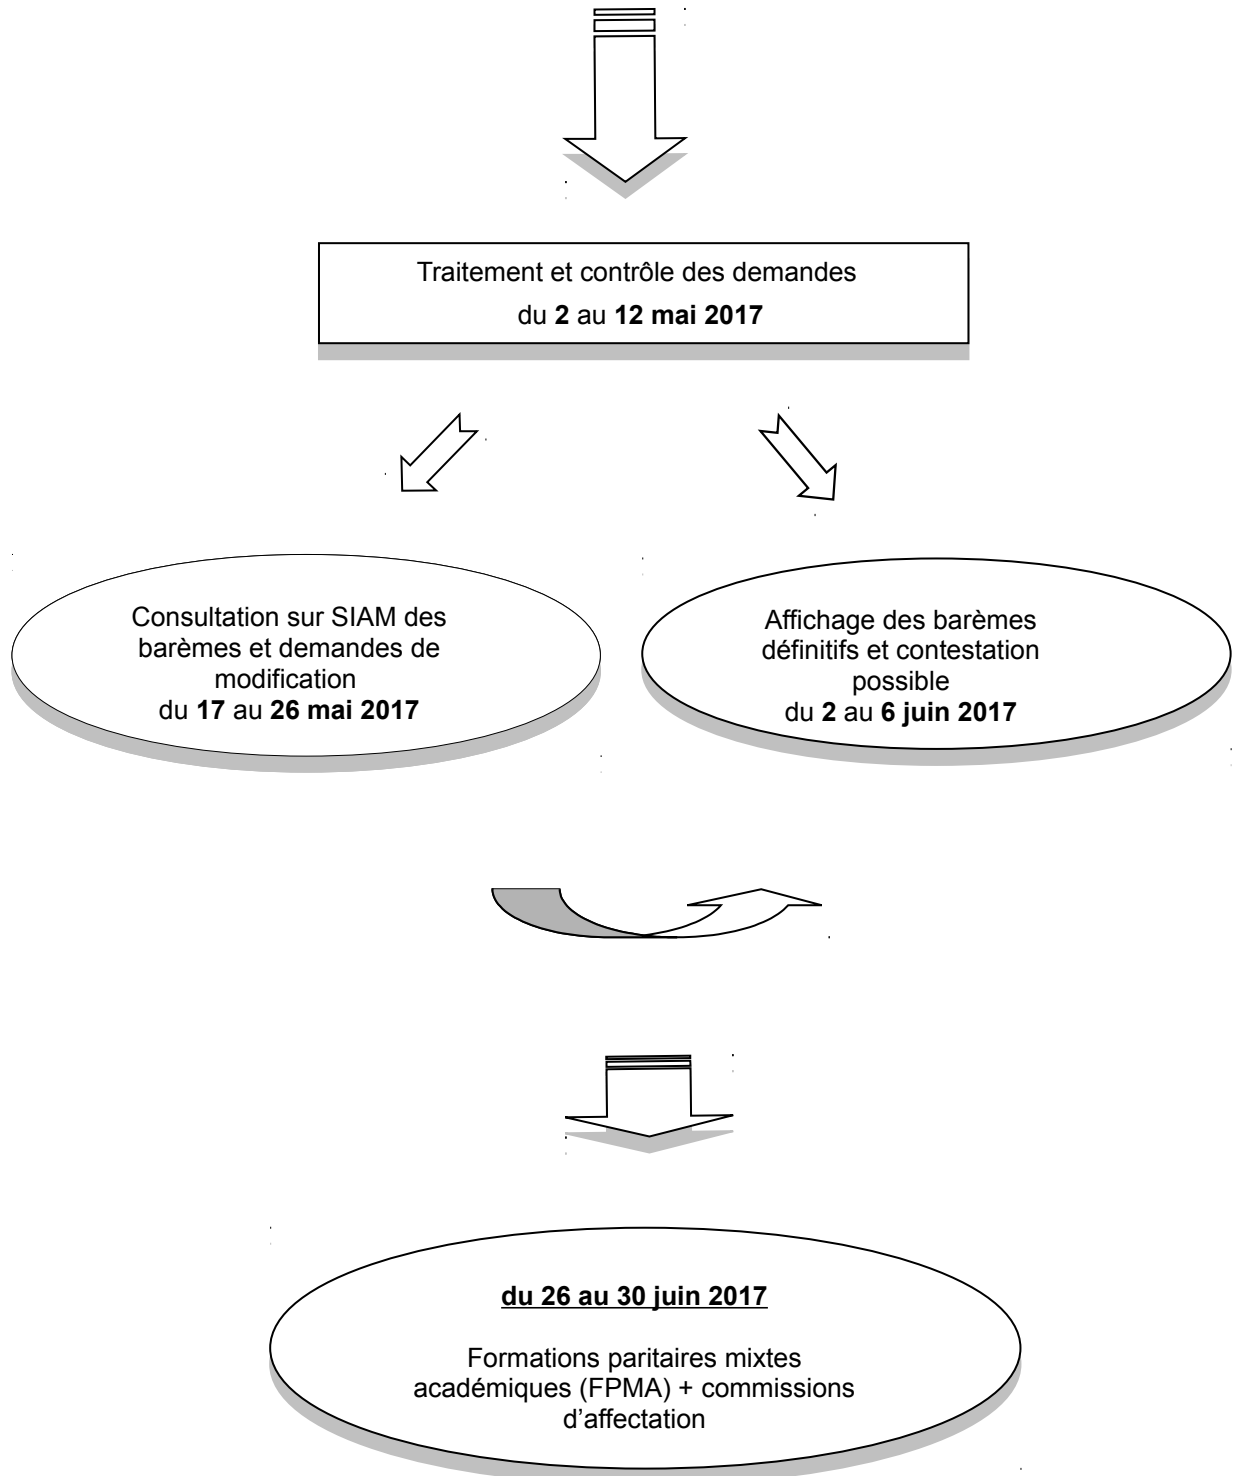 Traitement et contrôle des demandes
du 2 au 12 mai 2017
Consultation sur SIAM des
barèmes et demandes de
modification
du 17 au 26 mai 2017
Affichage des barèmes
définitifs et contestation
possible
du 2 au 6 juin 2017
du 26 au 30 juin 2017
Formations paritaires mixtes
académiques (FPMA) + commissions
d’affectation